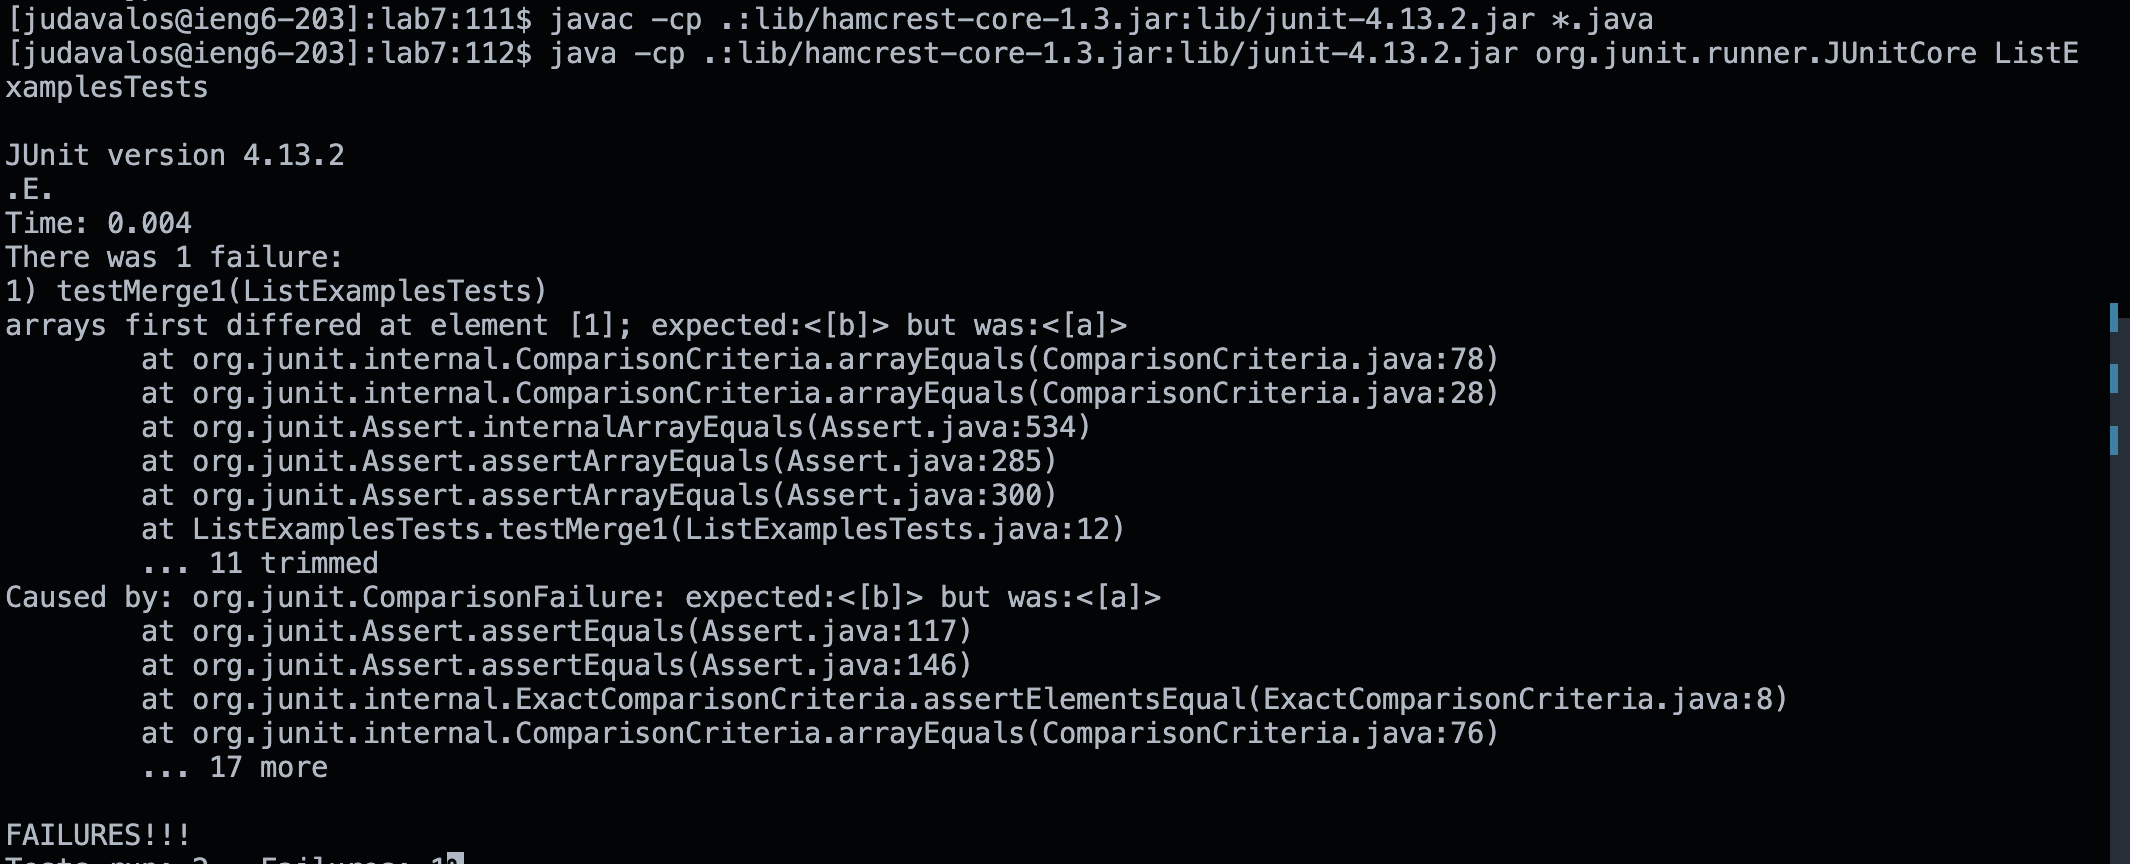 [judavalos@ieng6-203]:lab7:111$ javac -cp .:lib/hamcrest-core-1.3.jar:lib/junit-4.13.2.jar *.java
[judavalos@ieng6-203]:lab7:112$ java -cp .:lib/hamcrest-core-1.3.jar:lib/junit-4.13.2.jar org.junit.runner.JUnitCore ListE
xamplesTests
JUnit version 4.13.2
.E.
Time: 0.004
There was 1 failure:
1) testMerge1(ListExamplesTests)
arrays first differed at element [1]; expected:<[b]> but was:<[a]>
at org.junit.internal.ComparisonCriteria.arrayEquals(ComparisonCriteria.java:78)
at org.junit.internal.ComparisonCriteria.arrayEquals(ComparisonCriteria.java:28)
at org.junit.Assert.internalArrayEquals(Assert.java:534)
at org.junit.Assert.assertArrayEquals(Assert.java:285)
at org.junit.Assert.assertArrayEquals(Assert.java:300)
at ListExamplesTests.testMerge1(ListExamplesTests.java:12)
... 11 trimmed
Caused by: org.junit.ComparisonFailure: expected:<[b]> but was:<[a]>
at org.junit.Assert.assertEquals(Assert.java:117)
at org.junit.Assert.assertEquals(Assert.java:146)
at org.junit.internal.ExactComparisonCriteria.assertElementsEqual(ExactComparisonCriteria.java:8)
at org.junit.internal.ComparisonCriteria.arrayEquals(ComparisonCriteria.java:76)
... 17 more
FAILURES!!!
Tests run: 2, Failures: 1